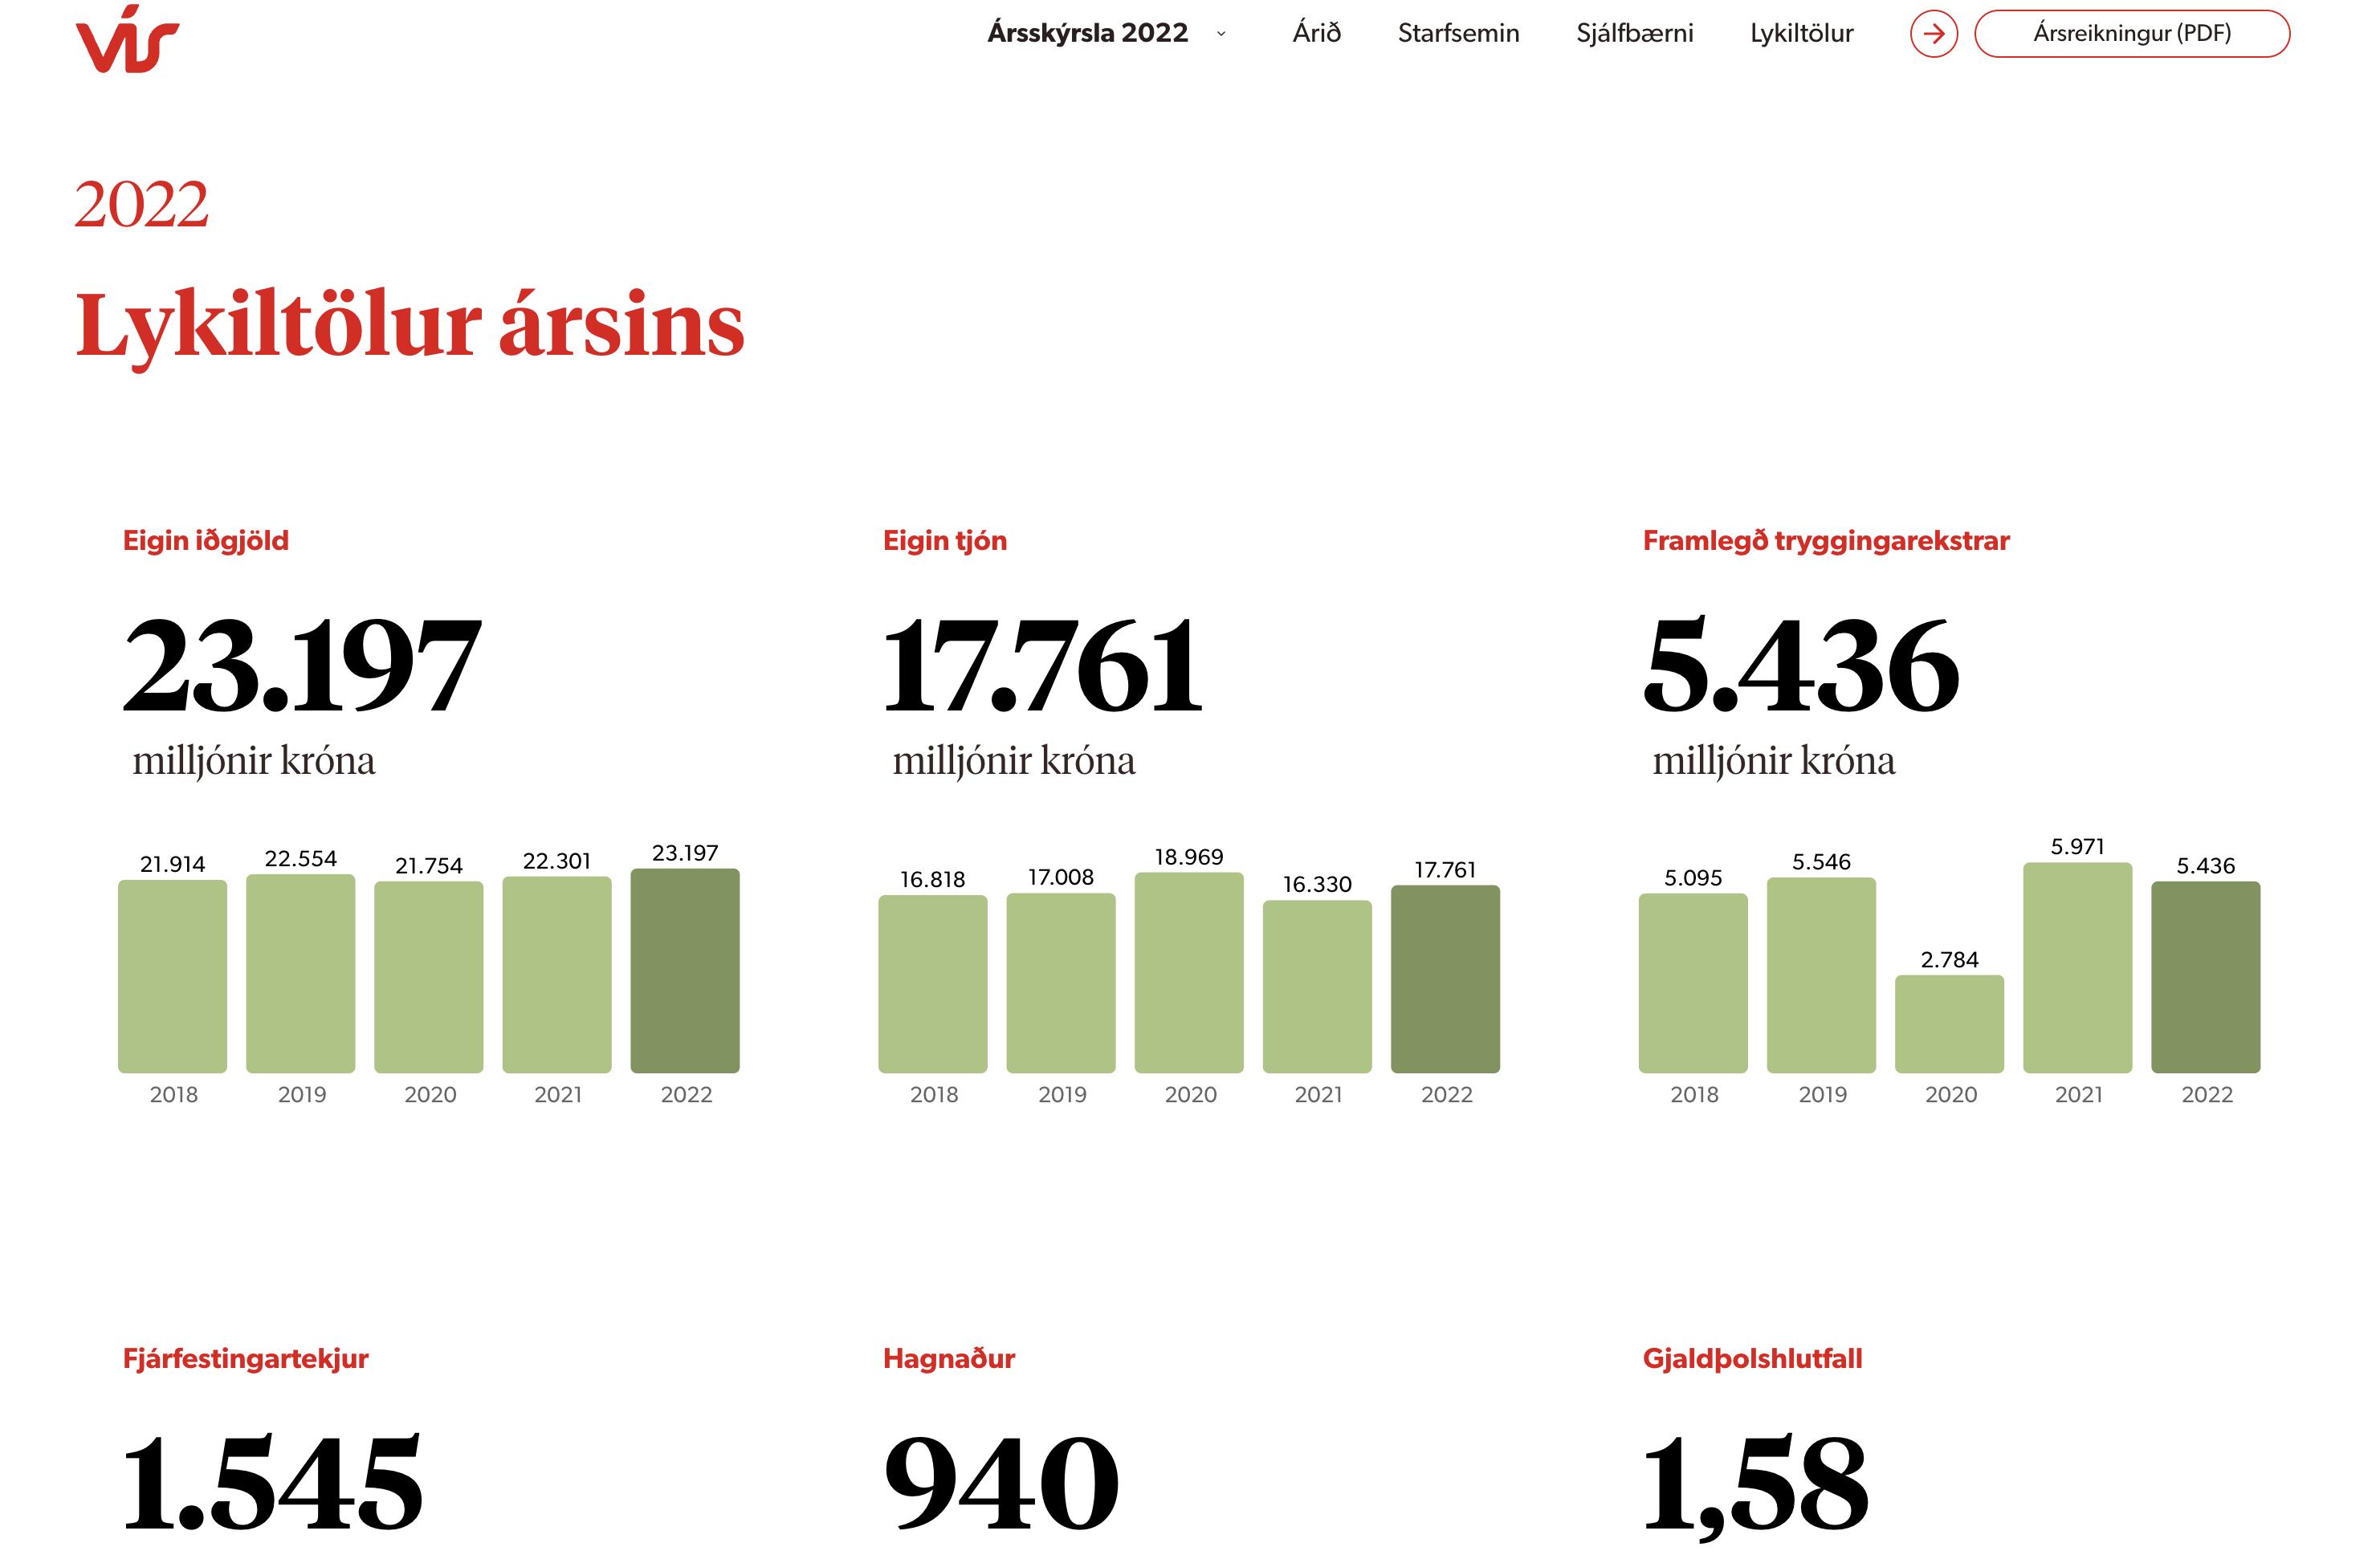 vís
Ársskýrsla 2022 Árið Starfsemin Sjálfbærni Lykiltölur Ársreikningur (PDF)
2022
Lykiltölur ársins
Eigin iðgjöld
23.197
milljónir króna
21.914 22.554 21.754 22.301 23.197
2018 2019 2020 2021 2022
Eigin tjón
17.761
milljónir króna
16.818 17.008 18.969 16.330 17.761
2018 2019 2020 2021 2022
Framlegð tryggingarekstrar
5.436
milljónir króna
5.095 5.546 2.784 5.971 5.436
2018 2019 2020 2021 2022
Fjárfestingartekjur
1.545
Hagnaður
940
Gjaldþolshlutfall
1,58